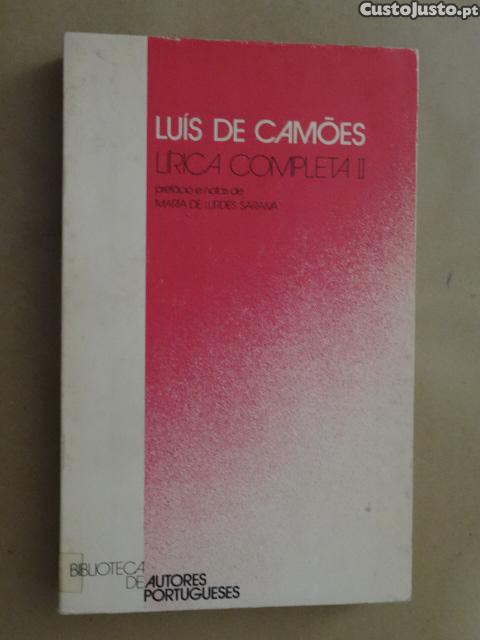 CustoJusto.pt
LUÍS DE CAMÕES
LÍRICA COMPLETA II
prefácio e notas de
MARIA DE LURDES SARAIVA
BIBLIOTECA
DE AUTORES
PORTUGUESES